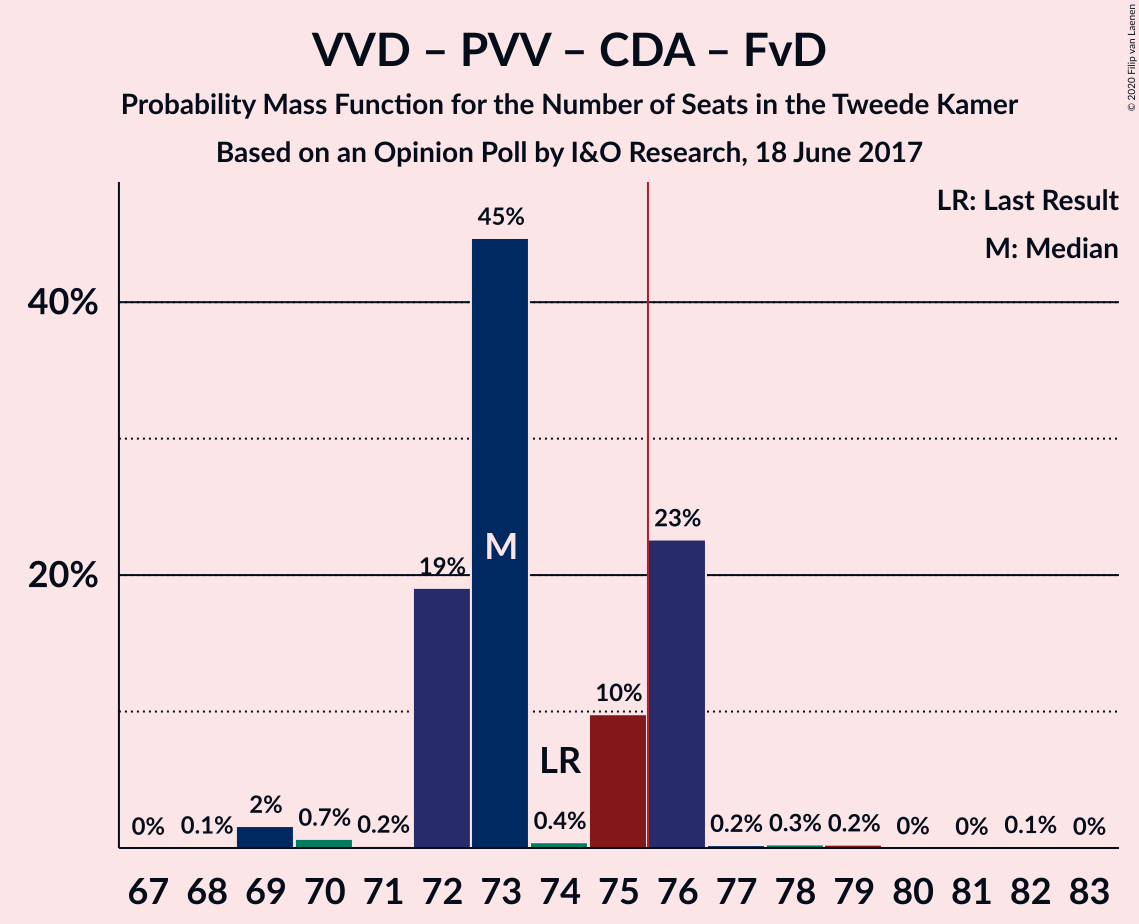 VVD – PVV – CDA – FvD
Probability Mass Function for the Number of Seats in the Tweede Kamer
Based on an Opinion Poll by I&O Research, 18 June 2017
© 2020 Filip van Laenen
LR: Last Result
M: Median
40%
20%
0% 0.1% 2% 0.7% 0.2% 19% 45% 0.4% 10% 23% 0.2% 0.3% 0.2% 0% 0% 0.1% 0%
M
LR
67 68 69 70 71 72 73 74 75 76 77 78 79 80 81 82 83